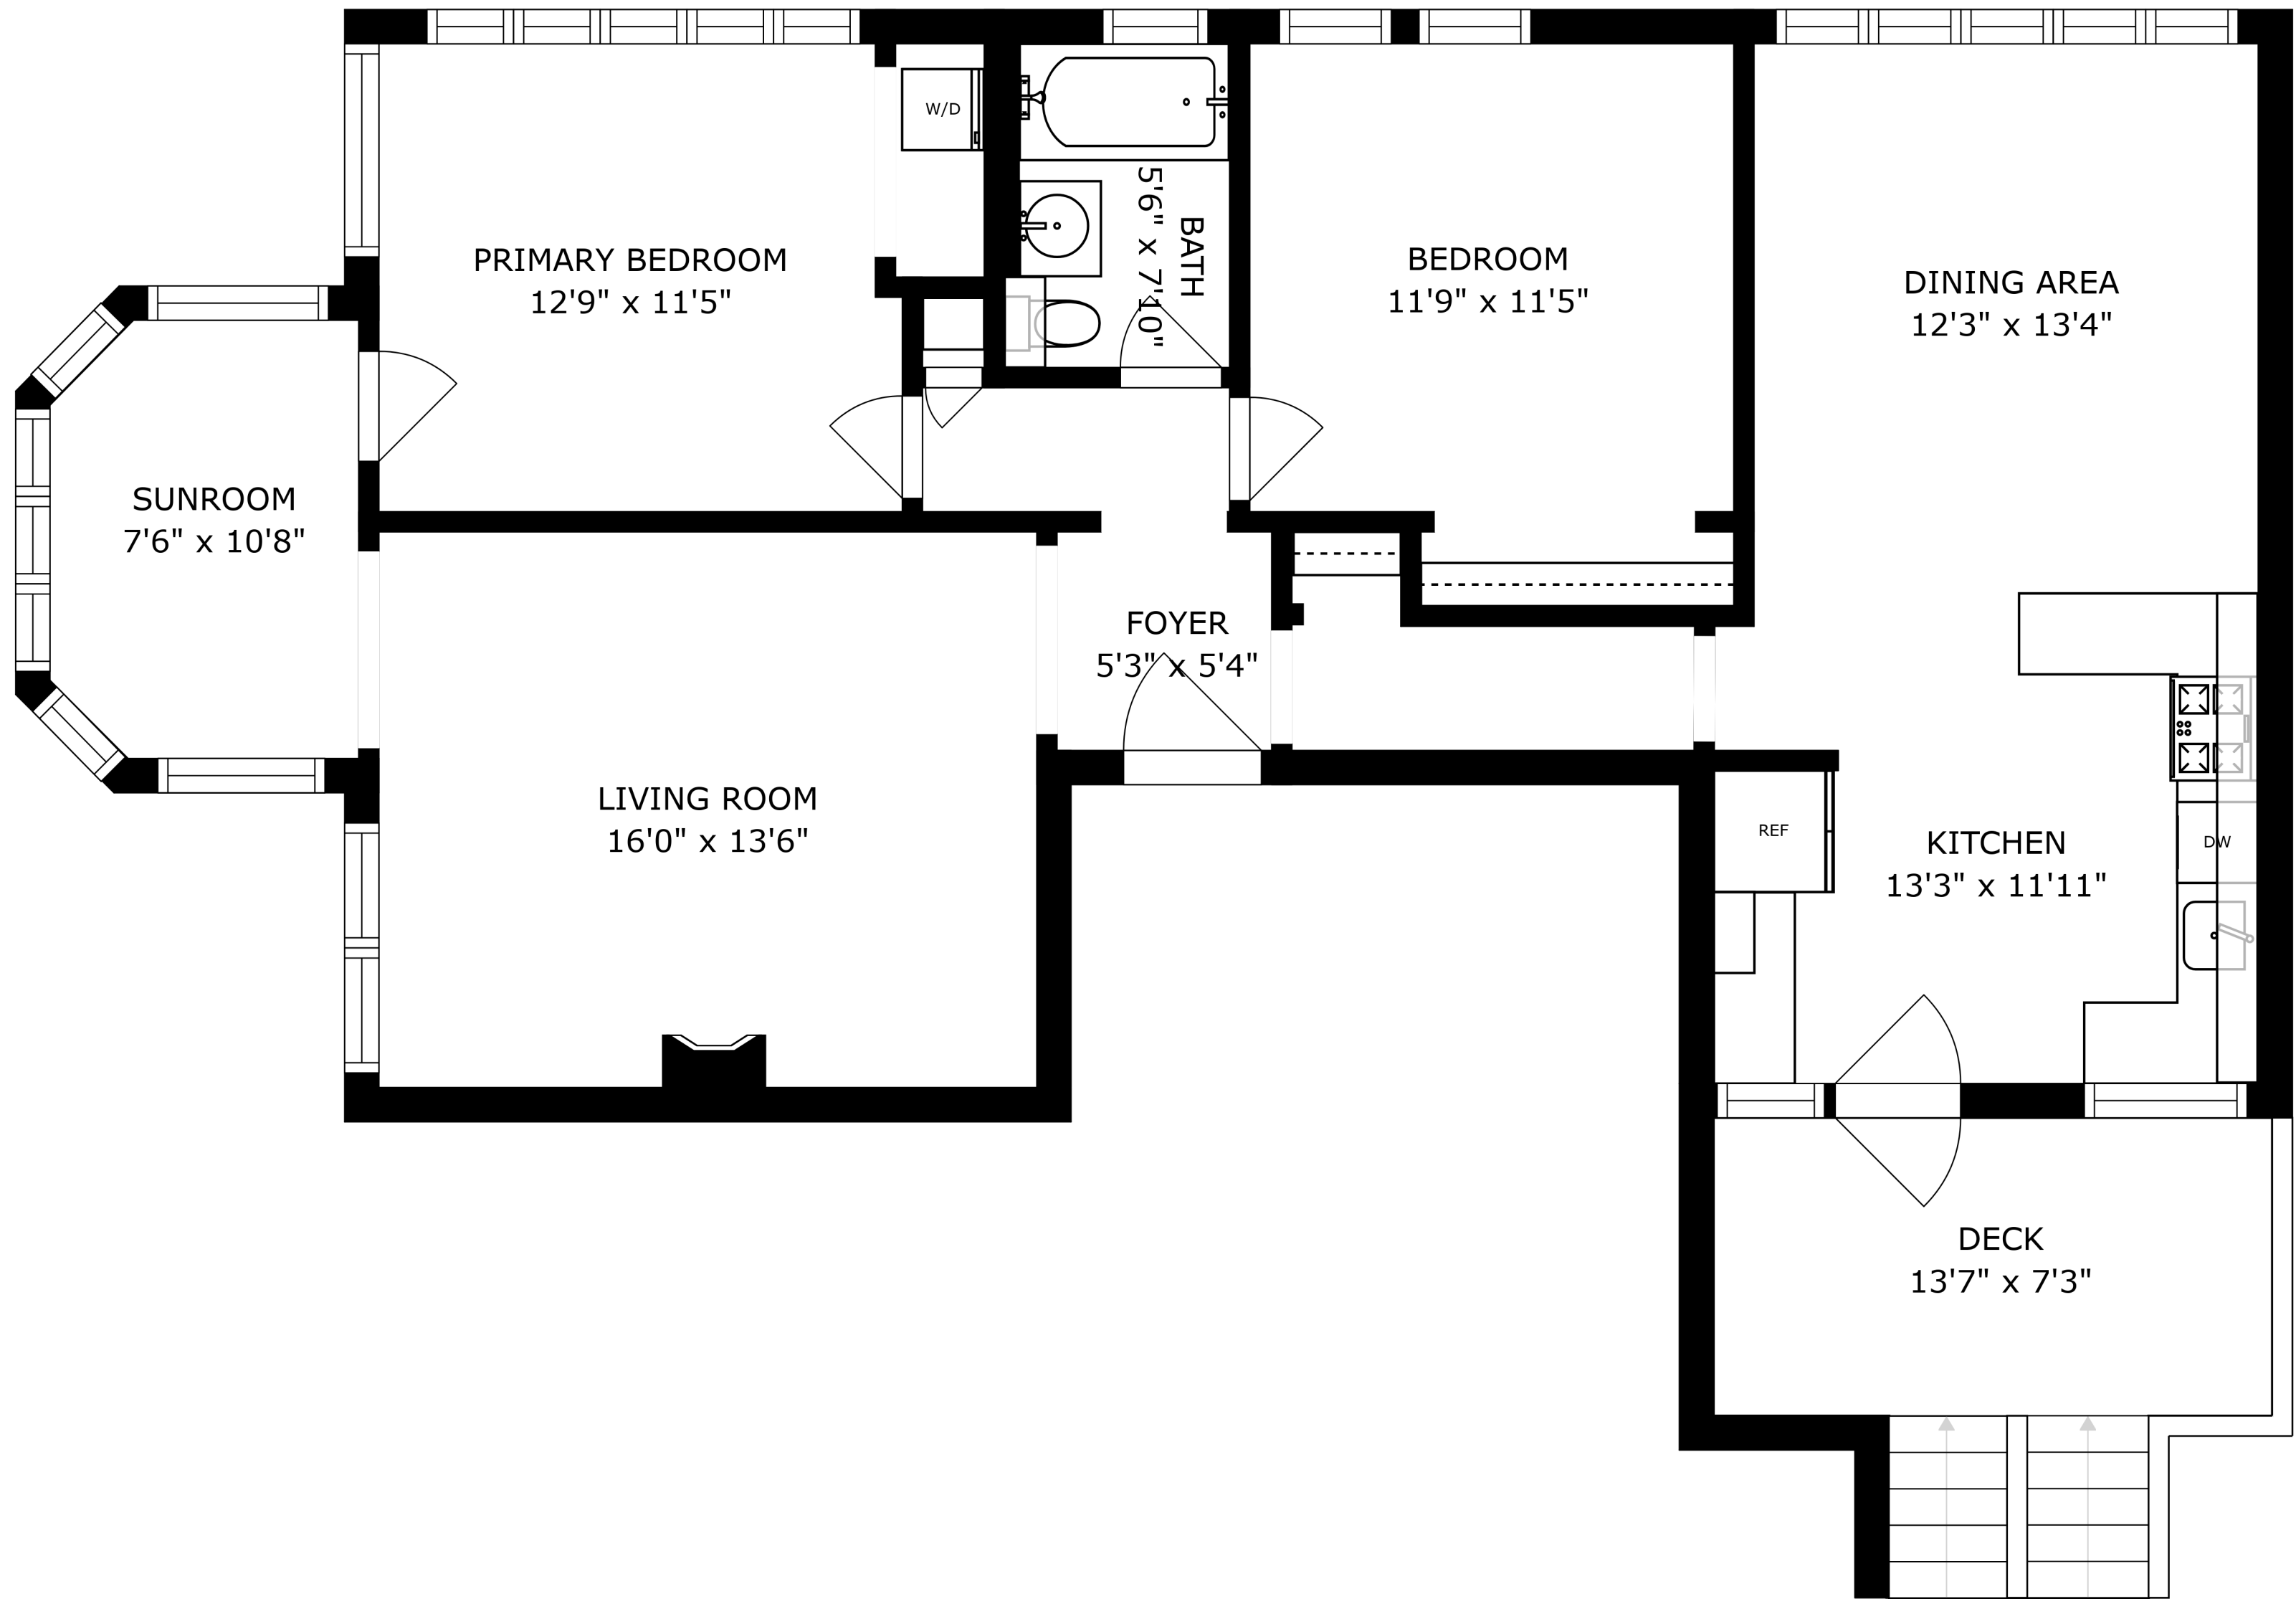 W/D
PRIMARY BEDROOM
12'9" x 11'5"
BATH
5'6" x 7'10"
BEDROOM
11'9" x 11'5"
DINING AREA
12'3" x 13'4"
SUNROOM
7'6" x 10'8"
FOYER
5'3" x 5'4"
LIVING ROOM
16'0" x 13'6"
REF
KITCHEN
13'3" x 11'11"
DW
DECK
13'7" x 7'3"